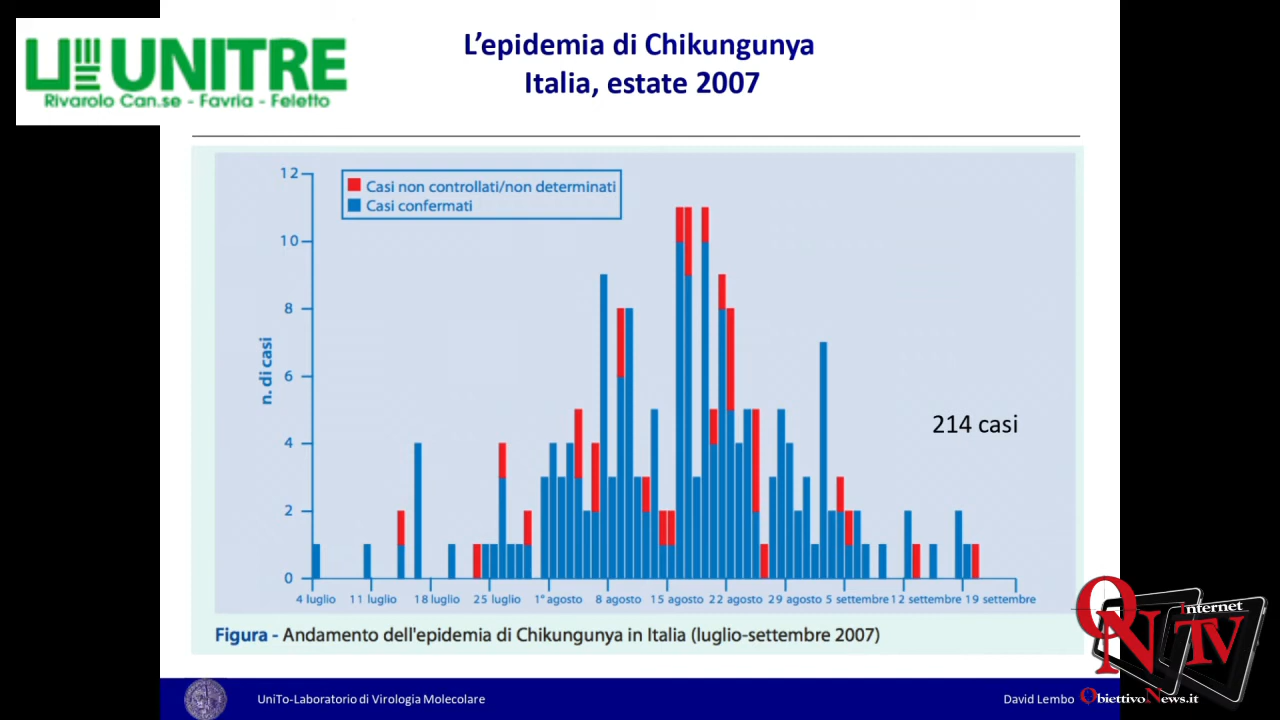 UNITRE
Rivarolo Can.se - Favria - Feletto
L'epidemia di Chikungunya
Italia, estate 2007
12
10
8
6
4
2
0
n. di casi
Casi non controllati/non determinati
Casi confermati
214 casi
4 luglio 11 luglio 18 luglio 25 luglio 1° agosto 8 agosto 15 agosto 22 agosto 29 agosto 5 settembre 12 settembre 19 settembre
Figura - Andamento dell'epidemia di Chikungunya in Italia (luglio-settembre 2007)
UniTo-Laboratorio di Virologia Molecolare
David Lembo
ON
Internet
TV
ObiettivoNews.it